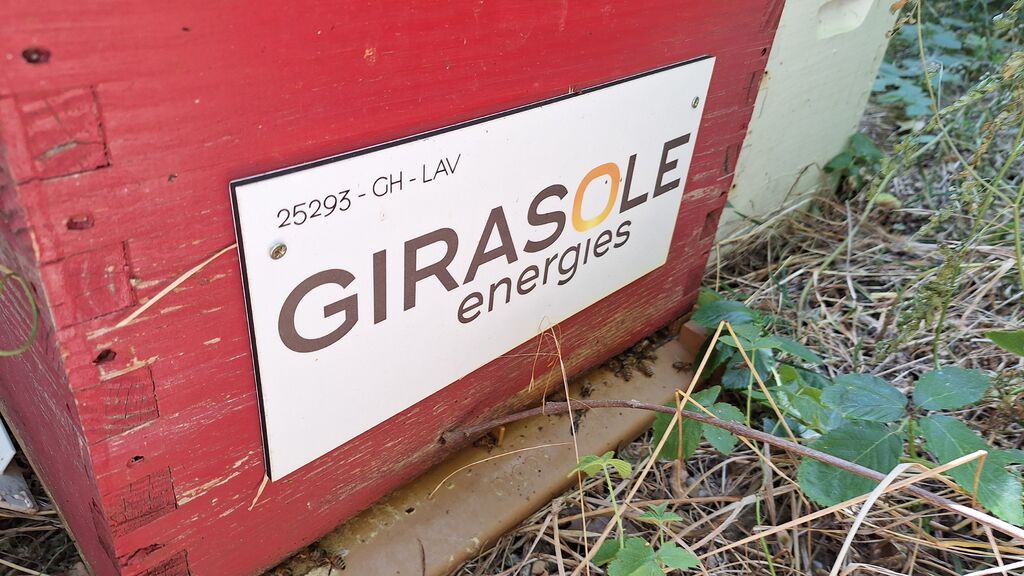 25293 - GH - LAV
GIRASOLE
energies